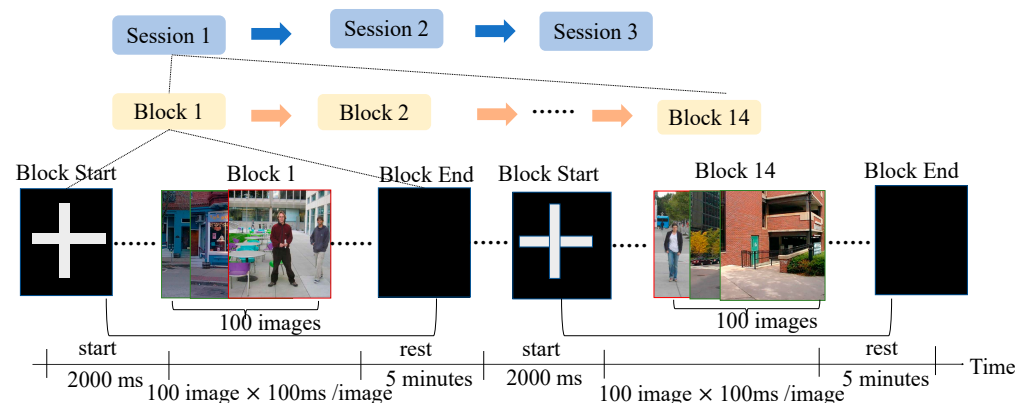 Session 1
Session 2
Session 3
Block 1
Block 2
······
Block 14
Block Start
Block 1
Block End
Block Start
Block 14
Block End
100 images
100 images
start
rest
start
rest
Time
2000 ms
100 image × 100ms /image
5 minutes
2000 ms
100 image × 100ms /image
5 minutes